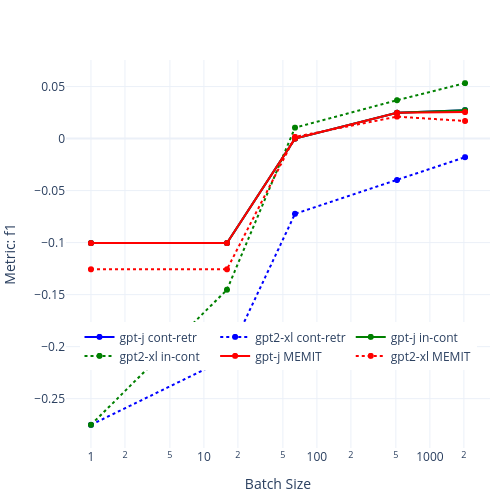 0.05
0
−0.05
−0.1
−0.15
−0.2
−0.25
Metric: f1
gpt-j cont-retr gpt2-xl cont-retr gpt-j in-cont
gpt2-xl in-cont gpt-j MEMIT gpt2-xl MEMIT
1 2 5 10 2 5 100 2 5 1000 2
Batch Size